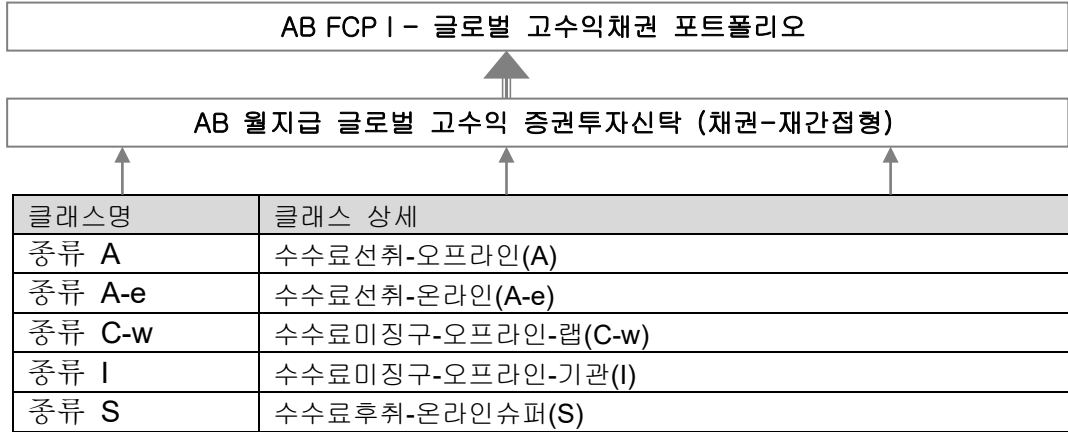 AB FCP I - 글로벌 고수익채권 포트폴리오
AB 월지급 글로벌 고수익 증권투자신탁 (채권-재간접형)
클래스명 클래스 상세
종류 A 수수료선취-오프라인(A)
종류 A-e 수수료선취-온라인(A-e)
종류 C-w 수수료미징구-오프라인-랩(C-w)
종류 I 수수료미징구-오프라인-기관(I)
종류 S 수수료후취-온라인슈퍼(S)